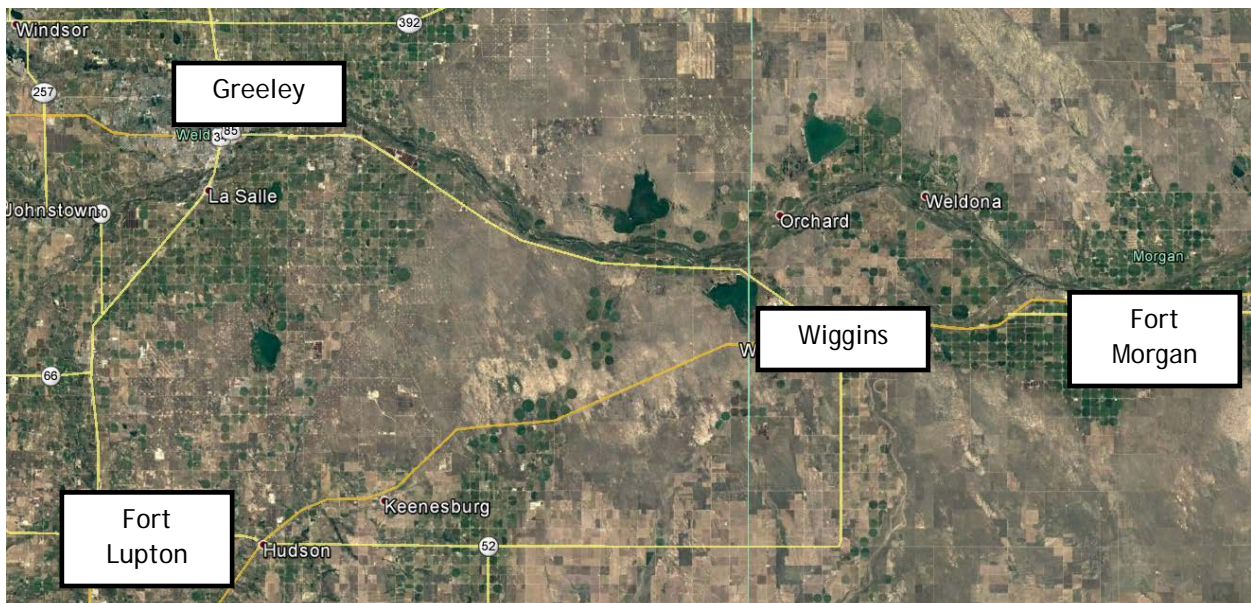 392
Windsor
Greeley
257
Weld
34
85
La Salle
Johnstown
Weldona
Orchard
Morgan
Wiggins
Fort
Morgan
W
66
Keenesburg
Fort
Lupton
Hudson
52